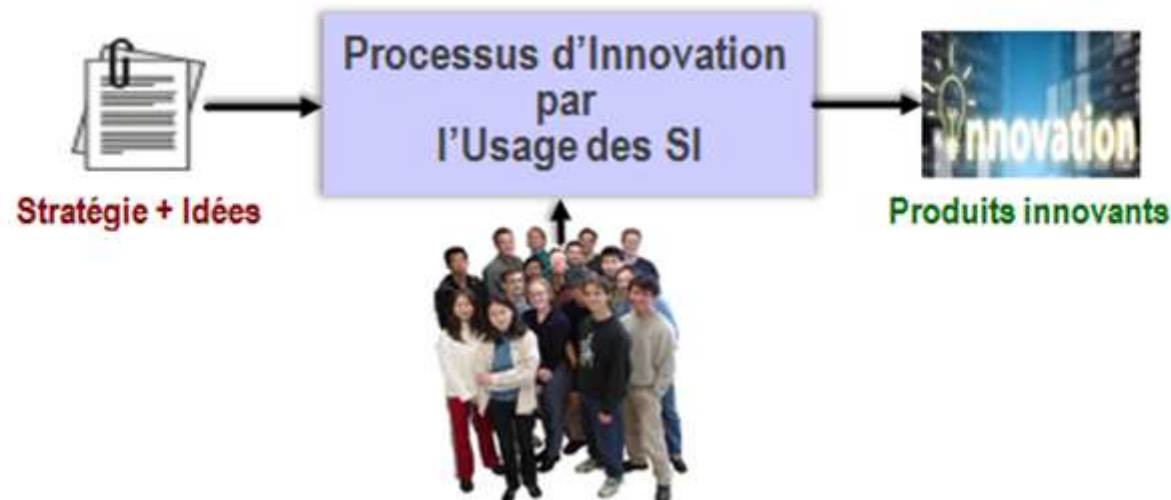 Processus d’Innovation
par
l’Usage des SI
Stratégie + Idées
nnovation
Produits innovants